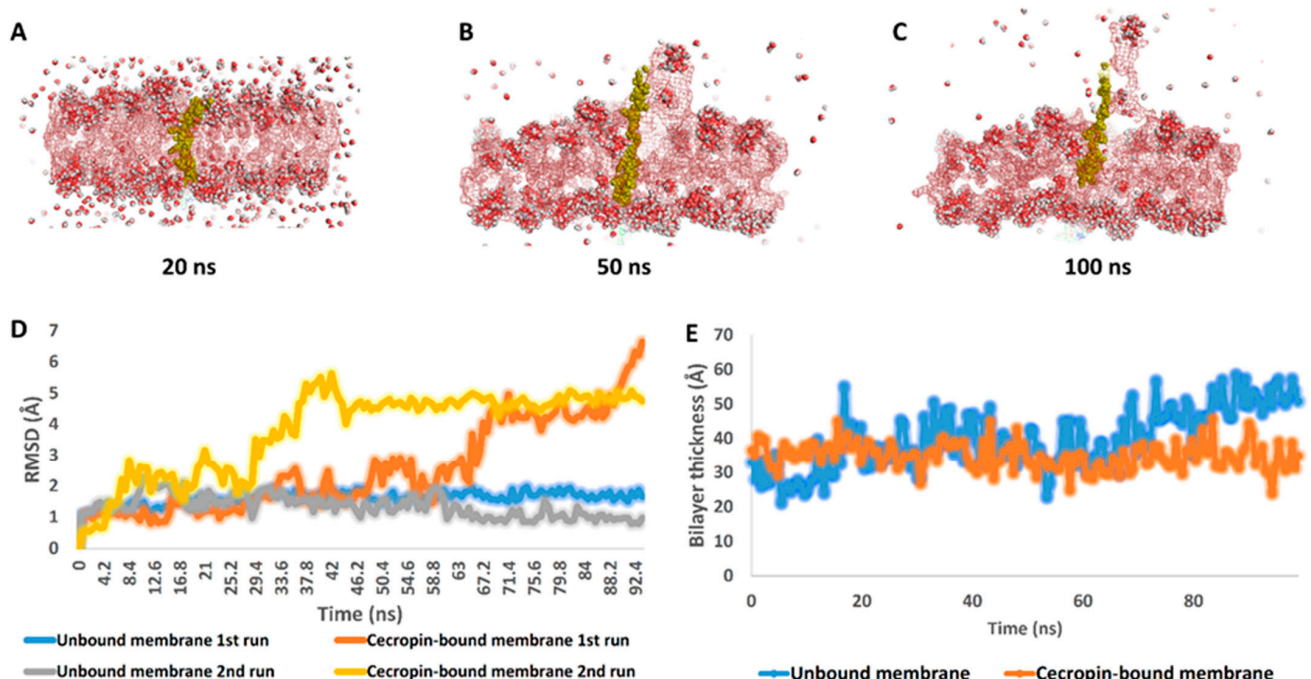 A
B
C
20 ns
50 ns
100 ns
D
7
6
5
4
3
2
1
0
RMSD (Å)
0
4.2
8.4
12.6
16.8
21
25.2
29.4
33.6
37.8
42
46.2
50.4
54.6
58.8
63
67.2
71.4
75.6
79.8
84
88.2
92.4
Time (ns)
Unbound membrane 1st run
Cecropin-bound membrane 1st run
Unbound membrane 2nd run
Cecropin-bound membrane 2nd run
E
70
60
50
40
30
20
10
0
Bilayer thickness (Å)
0
20
40
60
80
Time (ns)
Unbound membrane
Cecropin-bound membrane